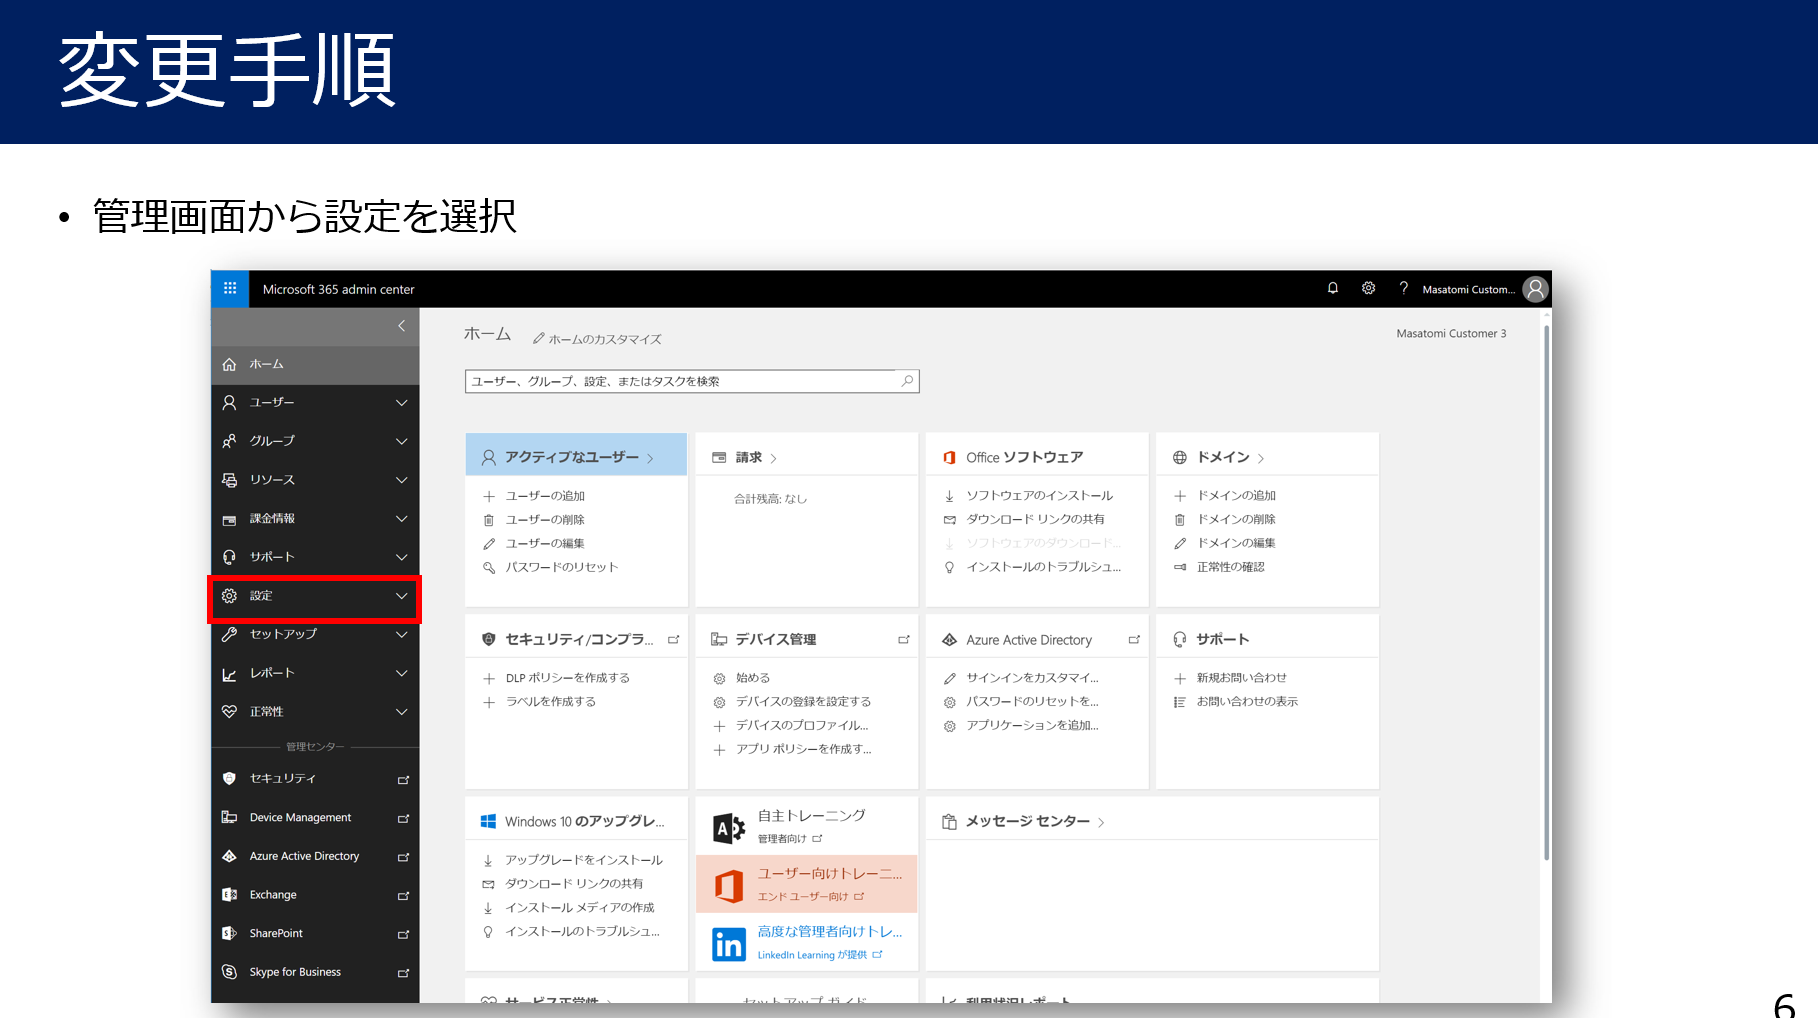 変更手順
• 管理画面から設定を選択
Microsoft 365 admin center
? Masatomi Custom...
ホーム
ユーザー
グループ
リソース
課金情報
サポート
設定
セットアップ
レポート
正常性
管理センター
セキュリティ
Device Management
Azure Active Directory
Exchange
SharePoint
Skype for Business
ホーム
ホームのカスタマイズ
Masatomi Customer 3
ユーザー、グループ、設定、またはタスクを検索
アクティブなユーザー
ユーザーの追加
ユーザーの削除
ユーザーの編集
パスワードのリセット
請求
合計残高: なし
Office ソフトウェア
ソフトウェアのインストール
ダウンロード リンクの共有
ソフトウェアのダウンロード...
インストールのトラブルシュ...
ドメイン
ドメインの追加
ドメインの削除
ドメインの編集
正常性の確認
セキュリティ/コンプラ...
DLP ポリシーを作成する
ラベルを作成する
デバイス管理
始める
デバイスの登録を設定する
デバイスのプロファイル...
アプリ ポリシーを作成す...
Azure Active Directory
サインインをカスタマイ...
パスワードのリセットを...
アプリケーションを追加...
サポート
新規お問い合わせ
お問い合わせの表示
Windows 10 のアップグレ...
アップグレードをインストール
ダウンロード リンクの共有
インストール メディアの作成
インストールのトラブルシュ...
自主トレーニング
管理者向け
ユーザー向けトレーニ...
エンド ユーザー向け
高度な管理者向けトレ...
LinkedIn Learning が提供
メッセージ センター
サービス正常性
セットアップ ガイド
利用状況レポート
6